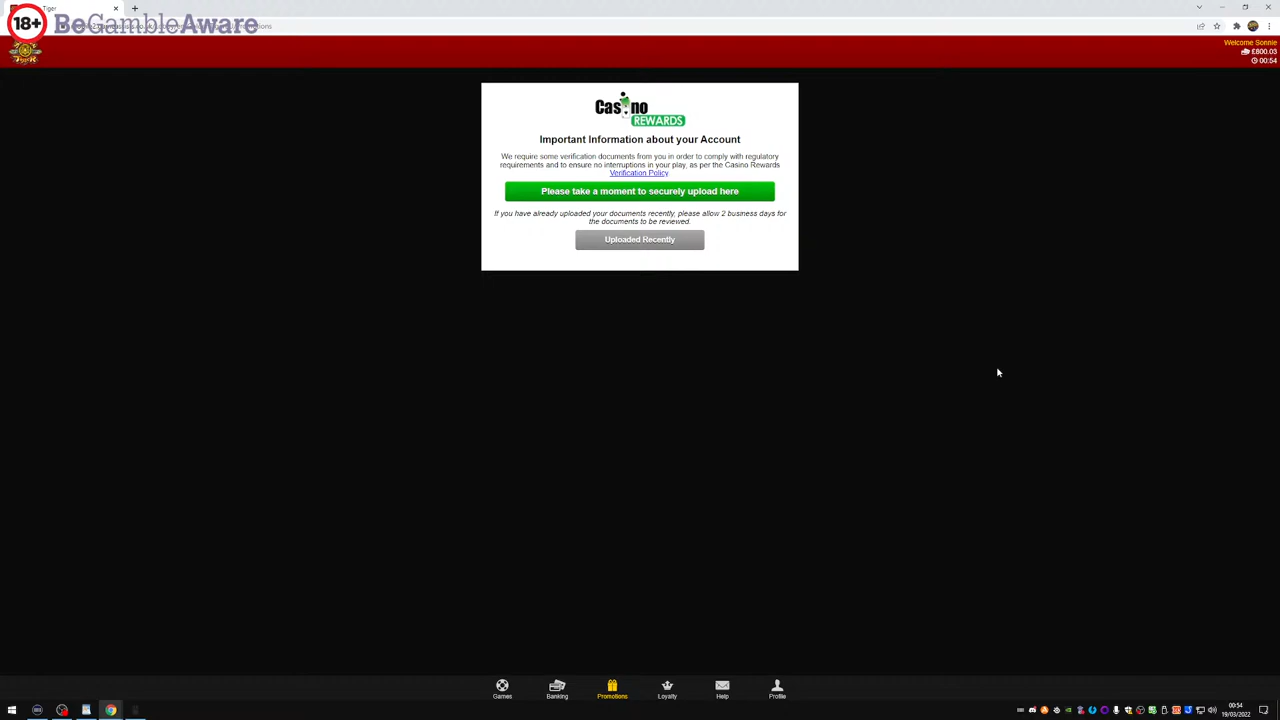 Tiger
18+ BeGambleAware
Welcome Sonnie
£800.03
00:54
Casino
REWARDS
Important Information about your Account
We require some verification documents from you in order to comply with regulatory
requirements and to ensure no interruptions in your play, as per the Casino Rewards
Verification Policy
Please take a moment to securely upload here
If you have already uploaded your documents recently, please allow 2 business days for
the documents to be reviewed.
Uploaded Recently
Games
Banking
Promotions
Loyalty
Help
Profile
00:54
19/03/2022